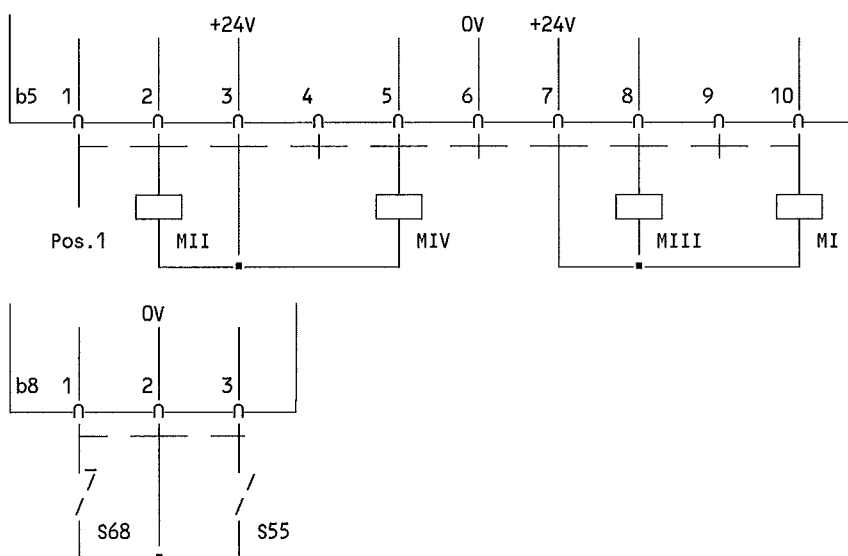 +24V 0V +24V
b5 1 2 3 4 5 6 7 8 9 10
Pos.1 MII MIV MIII MI
0V
b8 1 2 3
S68 S55